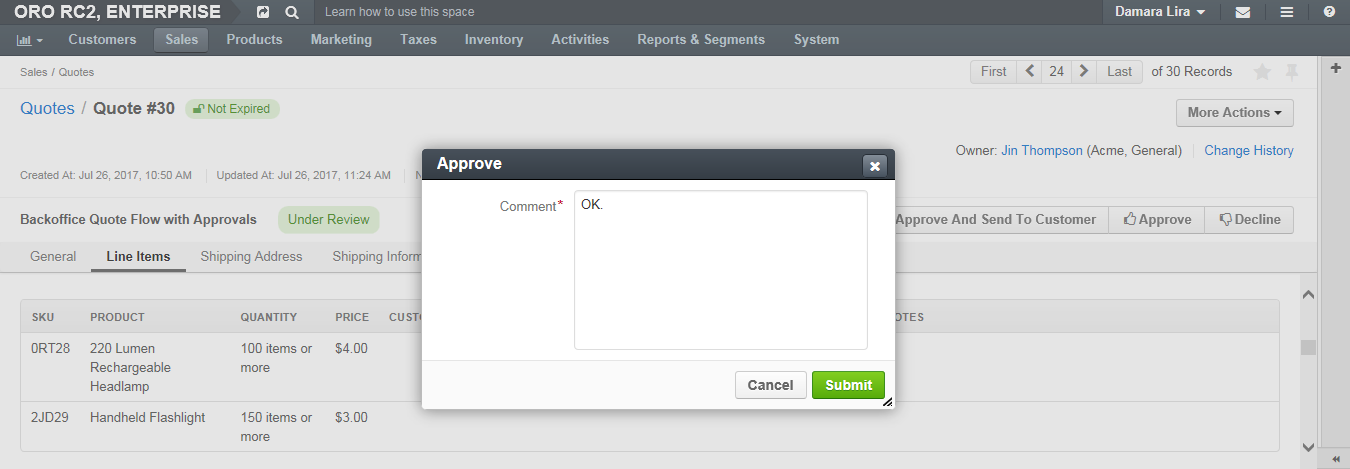 ORO RC2, ENTERPRISE Learn how to use this space Damara Lira
Customers Sales Products Marketing Taxes Inventory Activities Reports & Segments System
Sales / Quotes First 24 Last of 30 Records
Quotes / Quote #30 Not Expired More Actions
Owner: Jin Thompson (Acme, General) Change History
Created At: Jul 26, 2017, 10:50 AM Updated At: Jul 26, 2017, 11:24 AM N
Backoffice Quote Flow with Approvals Under Review Approve And Send To Customer Approve Decline
General Line Items Shipping Address Shipping Inform
Approve
Comment* OK.
Cancel Submit
SKU PRODUCT QUANTITY PRICE CUSTO OTES
0RT28 220 Lumen 100 items or $4.00
Rechargeable more
Headlamp
2JD29 Handheld Flashlight 150 items or $3.00
more